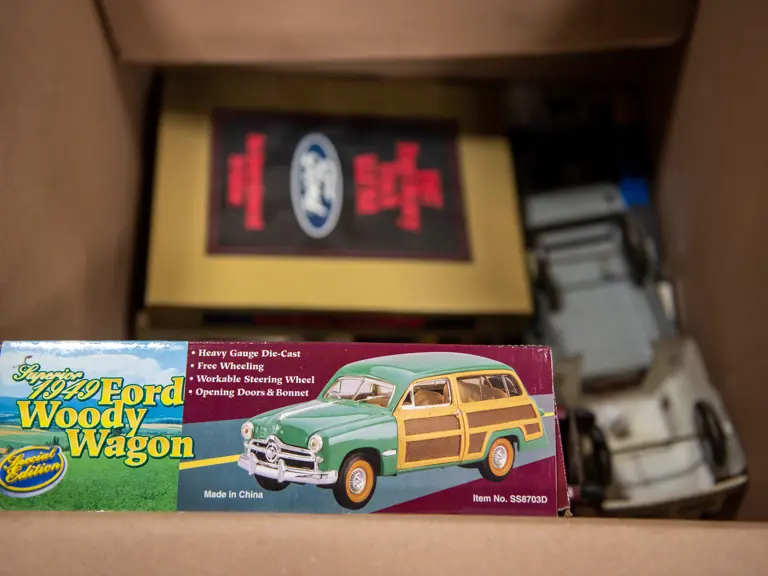 Ford
Superior
1949 Ford
Woody
Wagon
Special
Edition
• Heavy Gauge Die-Cast
• Free Wheeling
• Workable Steering Wheel
• Opening Doors & Bonnet
Made in China
Item No. SS8703D